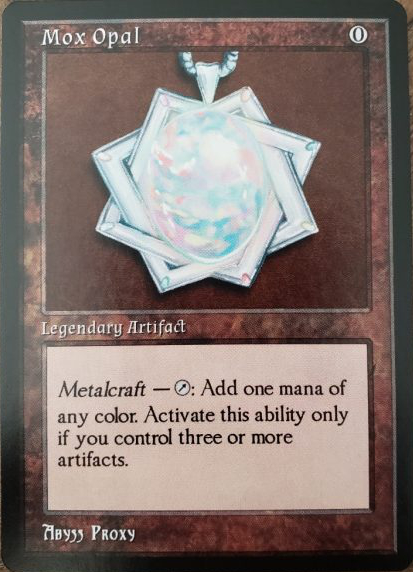 Mox Opal 0
Legendary Artifact
Metalcraft — : Add one mana of
any color. Activate this ability only
if you control three or more
artifacts.
Abyss Proxy